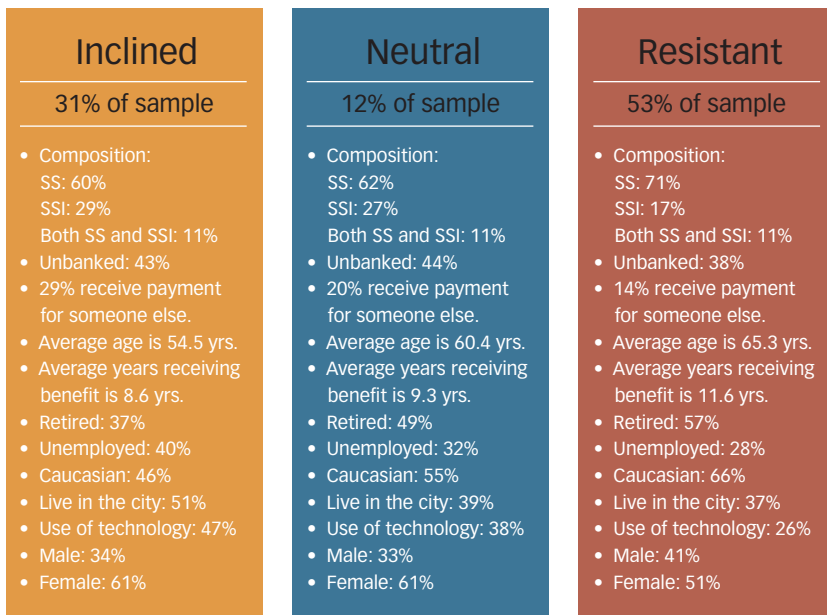 Inclined
31% of sample
• Composition:
SS: 60%
SSI: 29%
Both SS and SSI: 11%
• Unbanked: 43%
• 29% receive payment
for someone else.
• Average age is 54.5 yrs.
• Average years receiving
benefit is 8.6 yrs.
• Retired: 37%
• Unemployed: 40%
• Caucasian: 46%
• Live in the city: 51%
• Use of technology: 47%
• Male: 34%
• Female: 61%
Neutral
12% of sample
• Composition:
SS: 62%
SSI: 27%
Both SS and SSI: 11%
• Unbanked: 44%
• 20% receive payment
for someone else.
• Average age is 60.4 yrs.
• Average years receiving
benefit is 9.3 yrs.
• Retired: 49%
• Unemployed: 32%
• Caucasian: 55%
• Live in the city: 39%
• Use of technology: 38%
• Male: 33%
• Female: 61%
Resistant
53% of sample
• Composition:
SS: 71%
SSI: 17%
Both SS and SSI: 11%
• Unbanked: 38%
• 14% receive payment
for someone else.
• Average age is 65.3 yrs.
• Average years receiving
benefit is 11.6 yrs.
• Retired: 57%
• Unemployed: 28%
• Caucasian: 66%
• Live in the city: 37%
• Use of technology: 26%
• Male: 41%
• Female: 51%